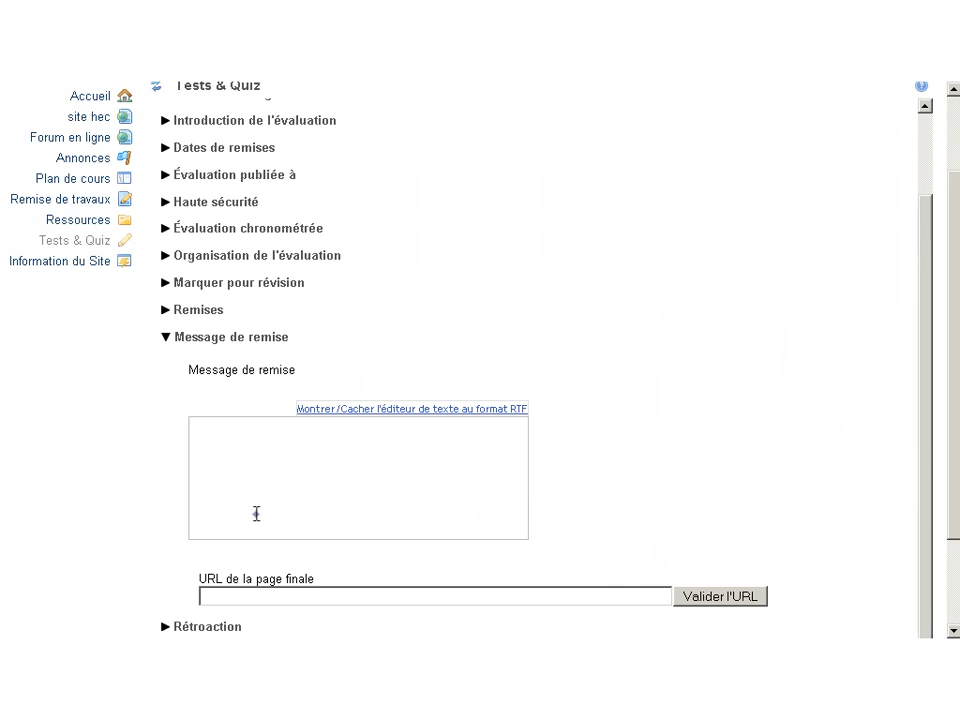 Accueil
site hec
Forum en ligne
Annonces
Plan de cours
Remise de travaux
Ressources
Tests & Quiz
Information du Site
Tests & Quiz
Introduction de l'évaluation
Dates de remises
Évaluation publiée à
Haute sécurité
Évaluation chronométrée
Organisation de l'évaluation
Marquer pour révision
Remises
Message de remise
Message de remise
Montrer/Cacher l'éditeur de texte au format RTF
URL de la page finale
Valider l'URL
Rétroaction